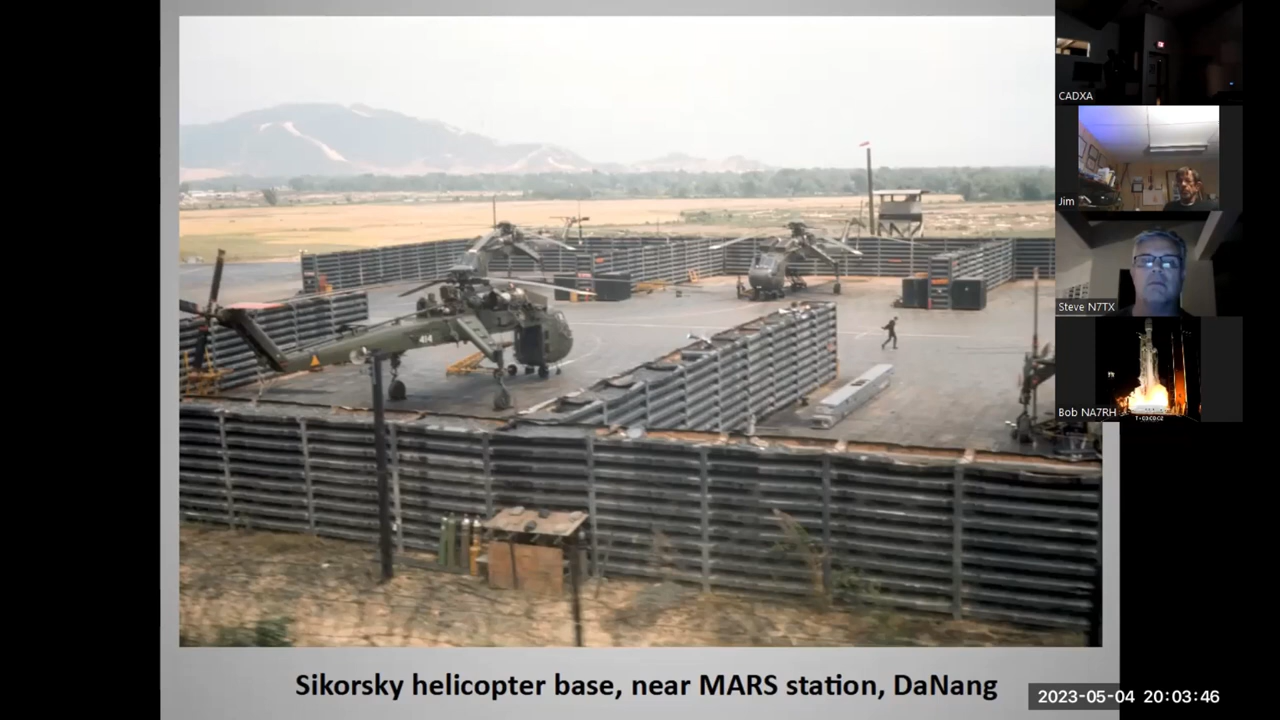 CADXA
Jim
Steve N7TX
Bob NA7RH
414
Sikorsky helicopter base, near MARS station, DaNang
2023-05-04 20:03:46